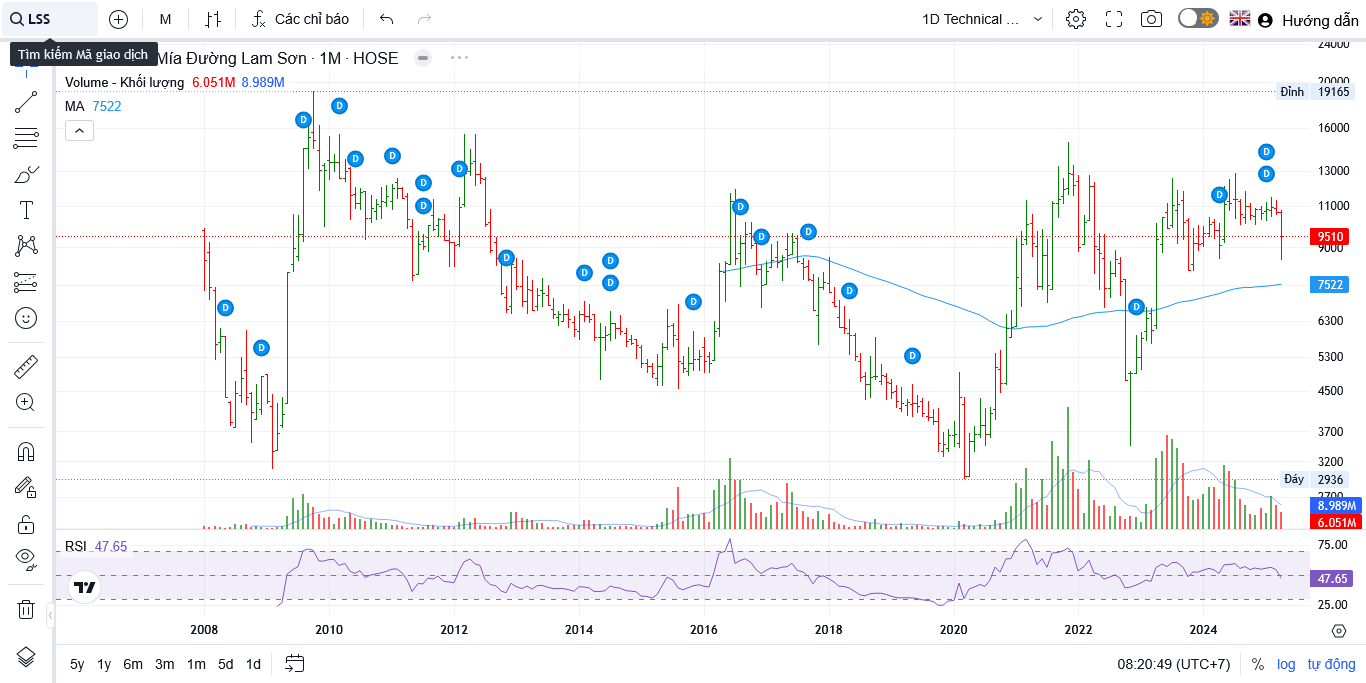 LSS
M
Các chỉ báo
1D Technical ...
Hướng dẫn
Tìm kiếm Mã giao dịch
Mía Đường Lam Sơn · 1M · HOSE
Volume - Khối lượng 6.051M 8.989M
MA 7522
24000
20000
Đỉnh 19165
16000
13000
11000
9510
9000
7522
6300
5300
4500
3700
3200
Đáy 2936
2700
8.989M
6.051M
D D D D D D D D D D D D D D D D D D D D D D
RSI 47.65
75.00
47.65
25.00
2008 2010 2012 2014 2016 2018 2020 2022 2024
5y 1y 6m 3m 1m 5d 1d
08:20:49 (UTC+7) % log tự động